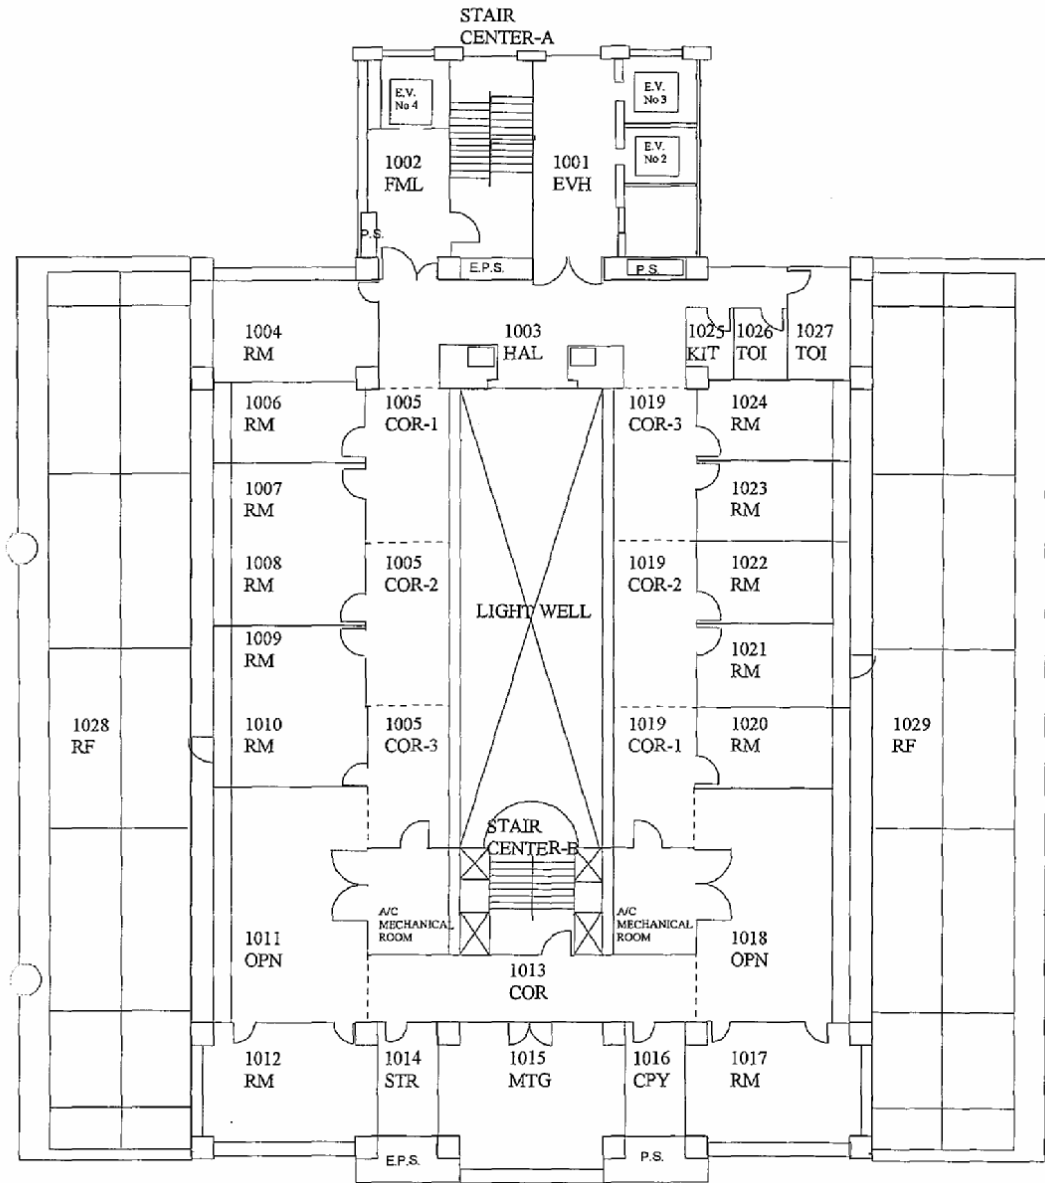 STAIR
CENTER-A
E.V.
No 4
E.V.
No 3
E.V.
No 2
1002
FML
1001
EVH
P.S.
E.P.S.
P.S.
1004
RM
1003
HAL
1025
KIT
1026
TOI
1027
TOI
1006
RM
1005
COR-1
1019
COR-3
1024
RM
1007
RM
1023
RM
1008
RM
1005
COR-2
1019
COR-2
1022
RM
LIGHT WELL
1009
RM
1021
RM
1028
RF
1010
RM
1005
COR-3
1019
COR-1
1020
RM
1029
RF
STAIR
CENTER-B
A/C
MECHANICAL
ROOM
A/C
MECHANICAL
ROOM
1011
OPN
1018
OPN
1013
COR
1012
RM
1014
STR
1015
MTG
1016
CPY
1017
RM
E.P.S.
P.S.